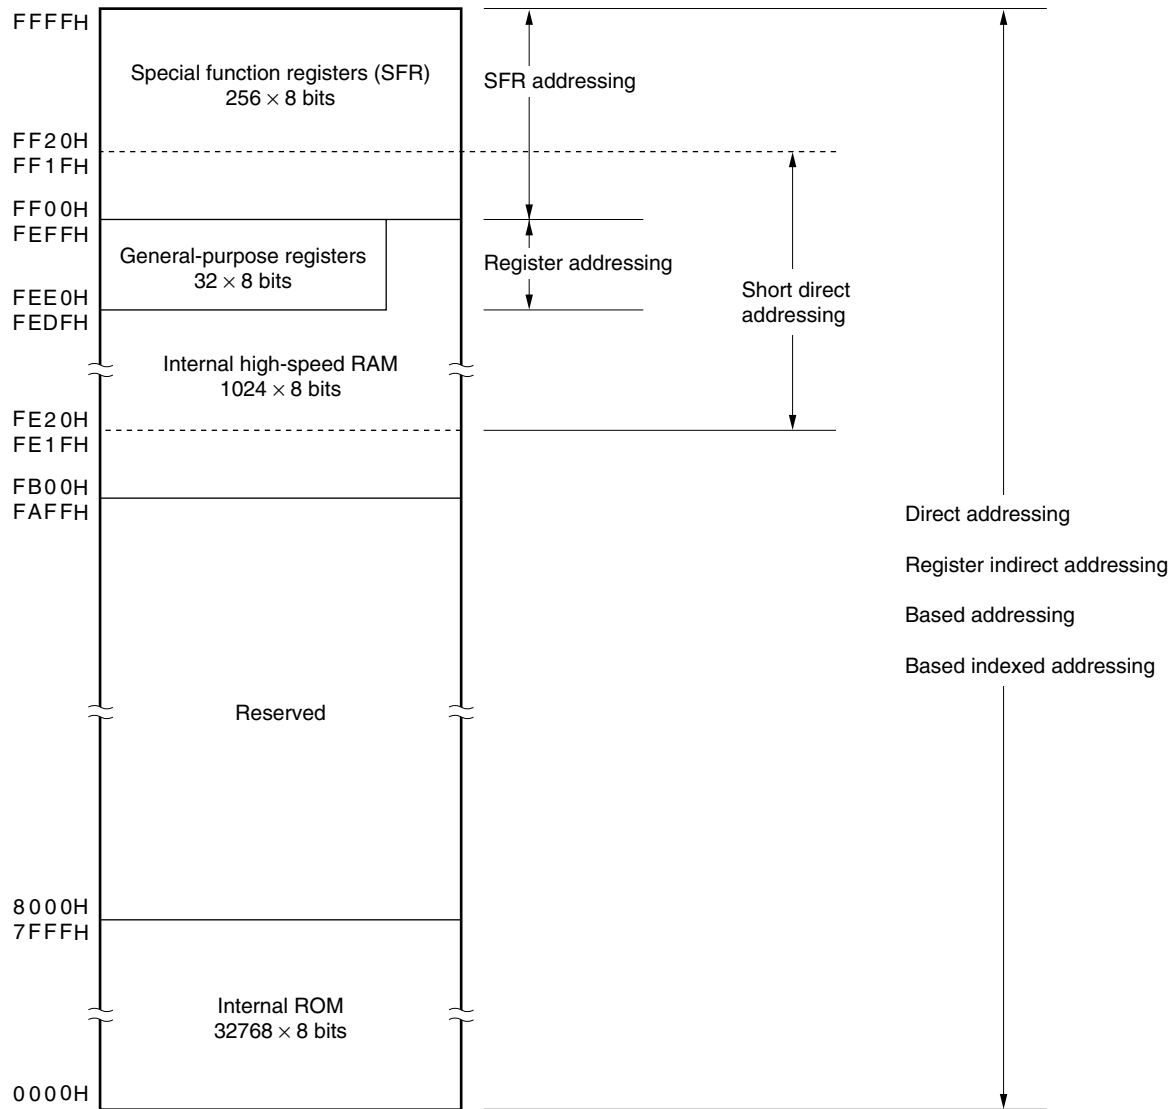 FFFFH
Special function registers (SFR)
256 × 8 bits
SFR addressing
FF20H
FF1FH
FF00H
FEFFH
General-purpose registers
32 × 8 bits
Register addressing
Short direct
addressing
FEE0H
FEDFH
Internal high-speed RAM
1024 × 8 bits
FE20H
FE1FH
FB00H
FAFFH
Direct addressing
Register indirect addressing
Based addressing
Based indexed addressing
Reserved
8000H
7FFFH
Internal ROM
32768 × 8 bits
0000H